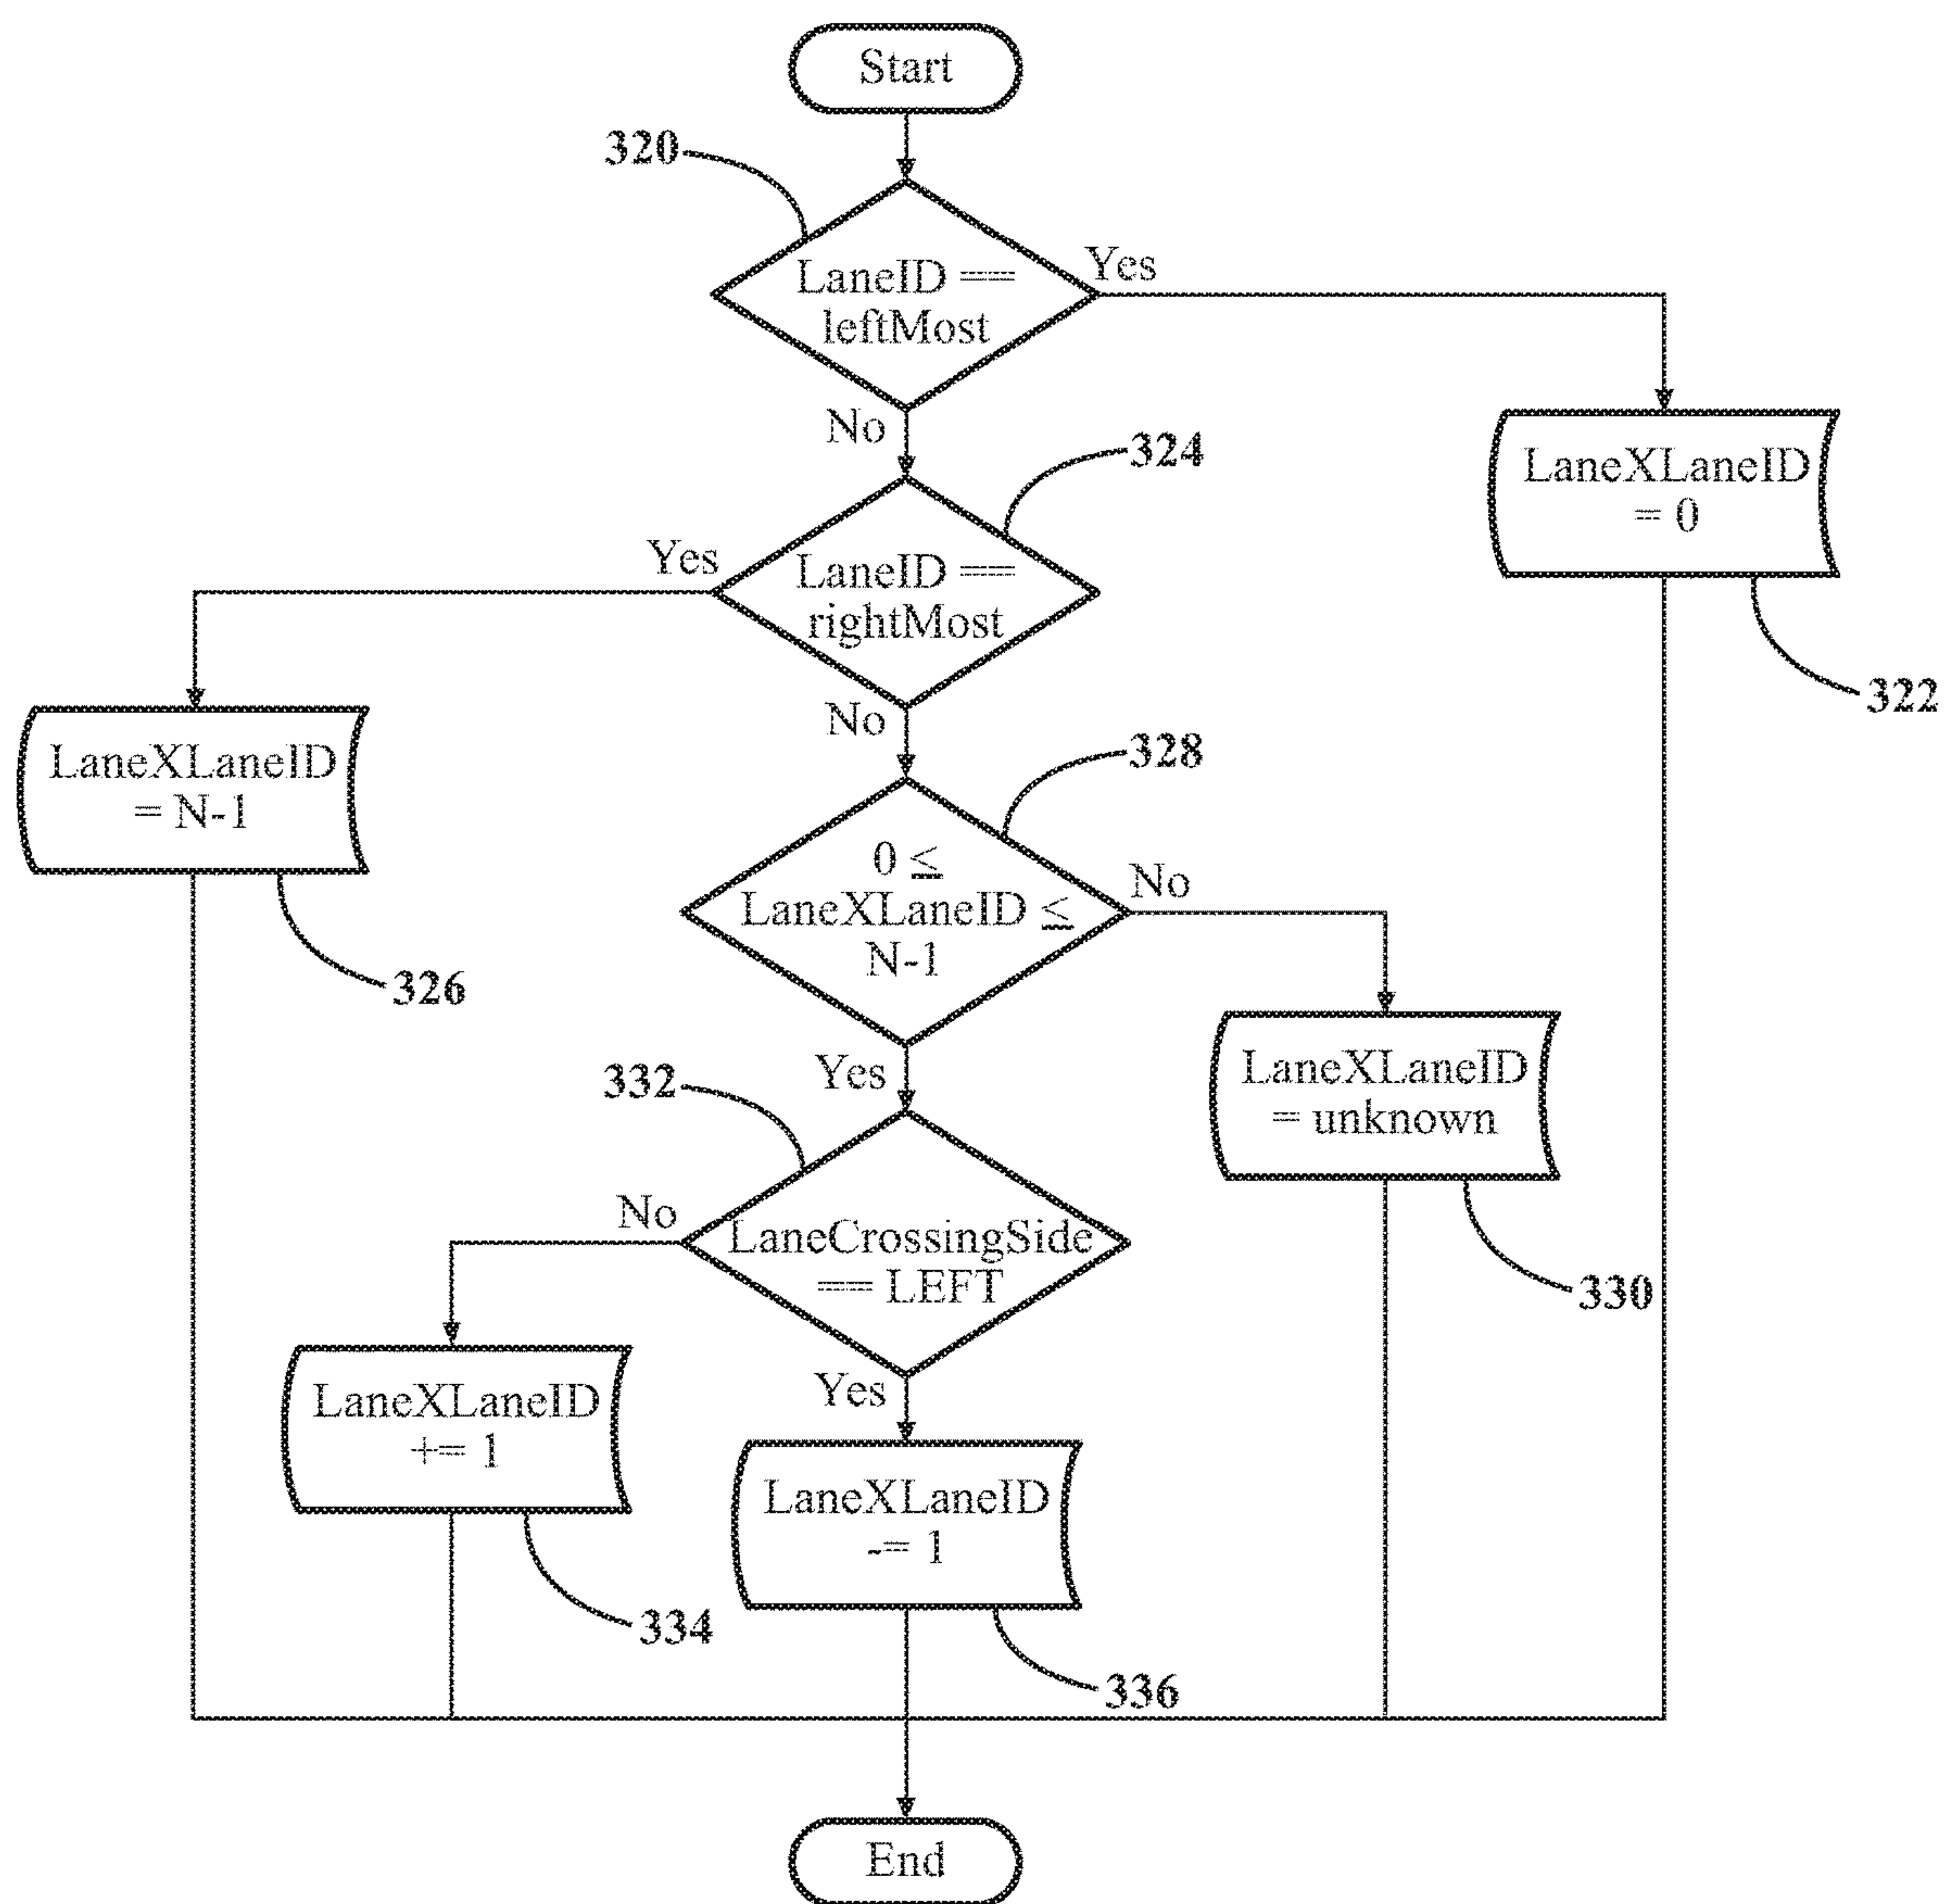 Start
320
LaneID ==
leftMost
Yes
No
324
LaneXLaneID
= 0
322
LaneID ==
rightMost
Yes
No
328
LaneXLaneID
= N-1
326
0 ≤
LaneXLaneID ≤
N-1
No
Yes
332
LaneXLaneID
= unknown
330
LaneCrossingSide
== LEFT
No
Yes
LaneXLaneID
+= 1
334
LaneXLaneID
-= 1
336
End